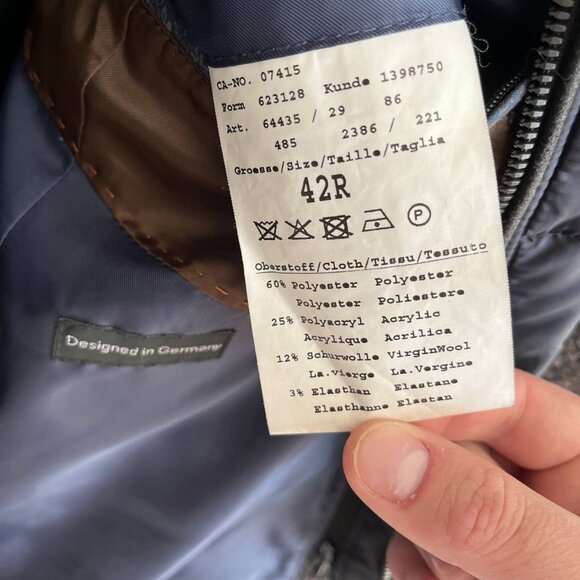 CA-NO. 07415
Form 623128 Kunde 1398750
Art. 64435 / 29 86
485 2386 / 221
Groesse/Size/Taille/Taglia
42R
P
Oberstoff/Cloth/Tissu/Tessuto
60% Polyester Polyester
Polyester Poliestere
25% Polyacryl Acrylic
Acrylique Acrilica
12% Schurwolle VirginWool
La.vierge La.Vergine
3% Elasthan Elastane
Elasthanne Elastan
Designed in Germany